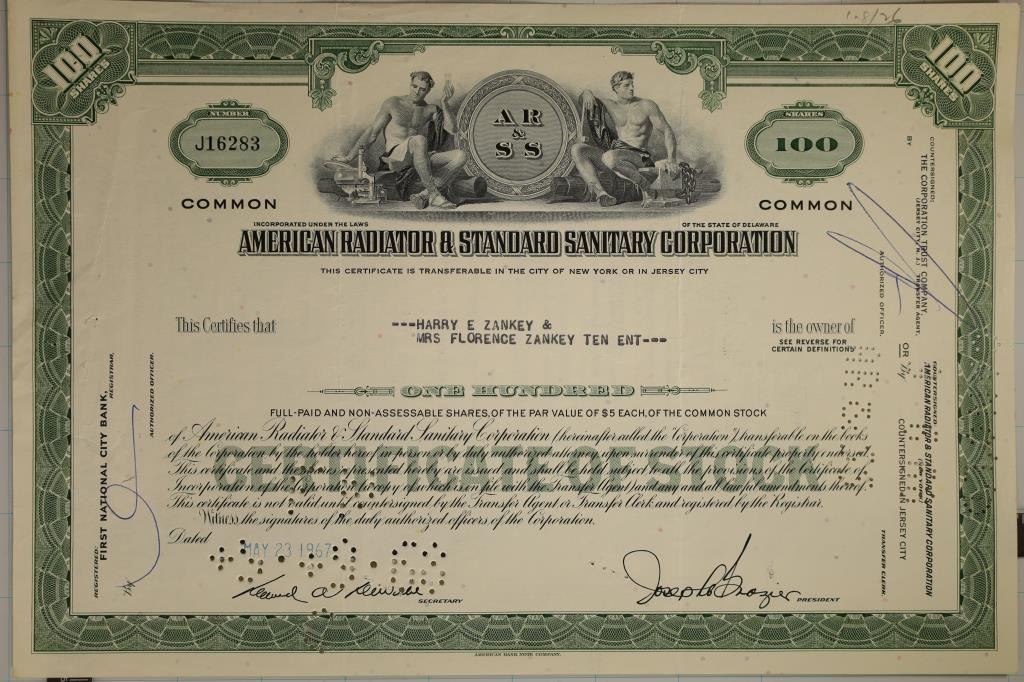 1-8/26
100 SHARES
100 SHARES
NUMBER
J16283
AR & SS
SHARES
100
COMMON
COMMON
INCORPORATED UNDER THE LAWS OF THE STATE OF DELAWARE
AMERICAN RADIATOR & STANDARD SANITARY CORPORATION
THIS CERTIFICATE IS TRANSFERABLE IN THE CITY OF NEW YORK OR IN JERSEY CITY
This Certifies that
---HARRY E ZANKEY &
MRS FLORENCE ZANKEY TEN ENT---
is the owner of
SEE REVERSE FOR
CERTAIN DEFINITIONS
ONE HUNDRED
FULL-PAID AND NON-ASSESSABLE SHARES, OF THE PAR VALUE OF $5 EACH, OF THE COMMON STOCK
of American Radiator & Standard Sanitary Corporation (hereinafter called the "Corporation"), transferable on the books
of the Corporation by the holder hereof in person or by duly authorized attorney upon surrender of this certificate properly endorsed.
This certificate and the shares represented hereby are issued and shall be held subject to all the provisions of the Certificate of
Incorporation of the Corporation (a copy of which is on file with the Transfer Agent) and any and all lawful amendments thereof.
This certificate is not valid until countersigned by the Transfer Agent or Transfer Clerk and registered by the Registrar.
Witness the signatures of the duly authorized officers of the Corporation.
Dated
MAY 23 1967
SECRETARY
Joseph A. Grazier
PRESIDENT
REGISTERED:
FIRST NATIONAL CITY BANK,
REGISTRAR,
By
AUTHORIZED OFFICER.
COUNTERSIGNED:
THE CORPORATION TRUST COMPANY,
(JERSEY CITY, N. J.) TRANSFER AGENT,
BY
AUTHORIZED OFFICER.
OR
COUNTERSIGNED
AMERICAN RADIATOR & STANDARD SANITARY CORPORATION
(NEW YORK)
By
COUNTERSIGNED IN JERSEY CITY
TRANSFER CLERK.
AMERICAN BANK NOTE COMPANY.